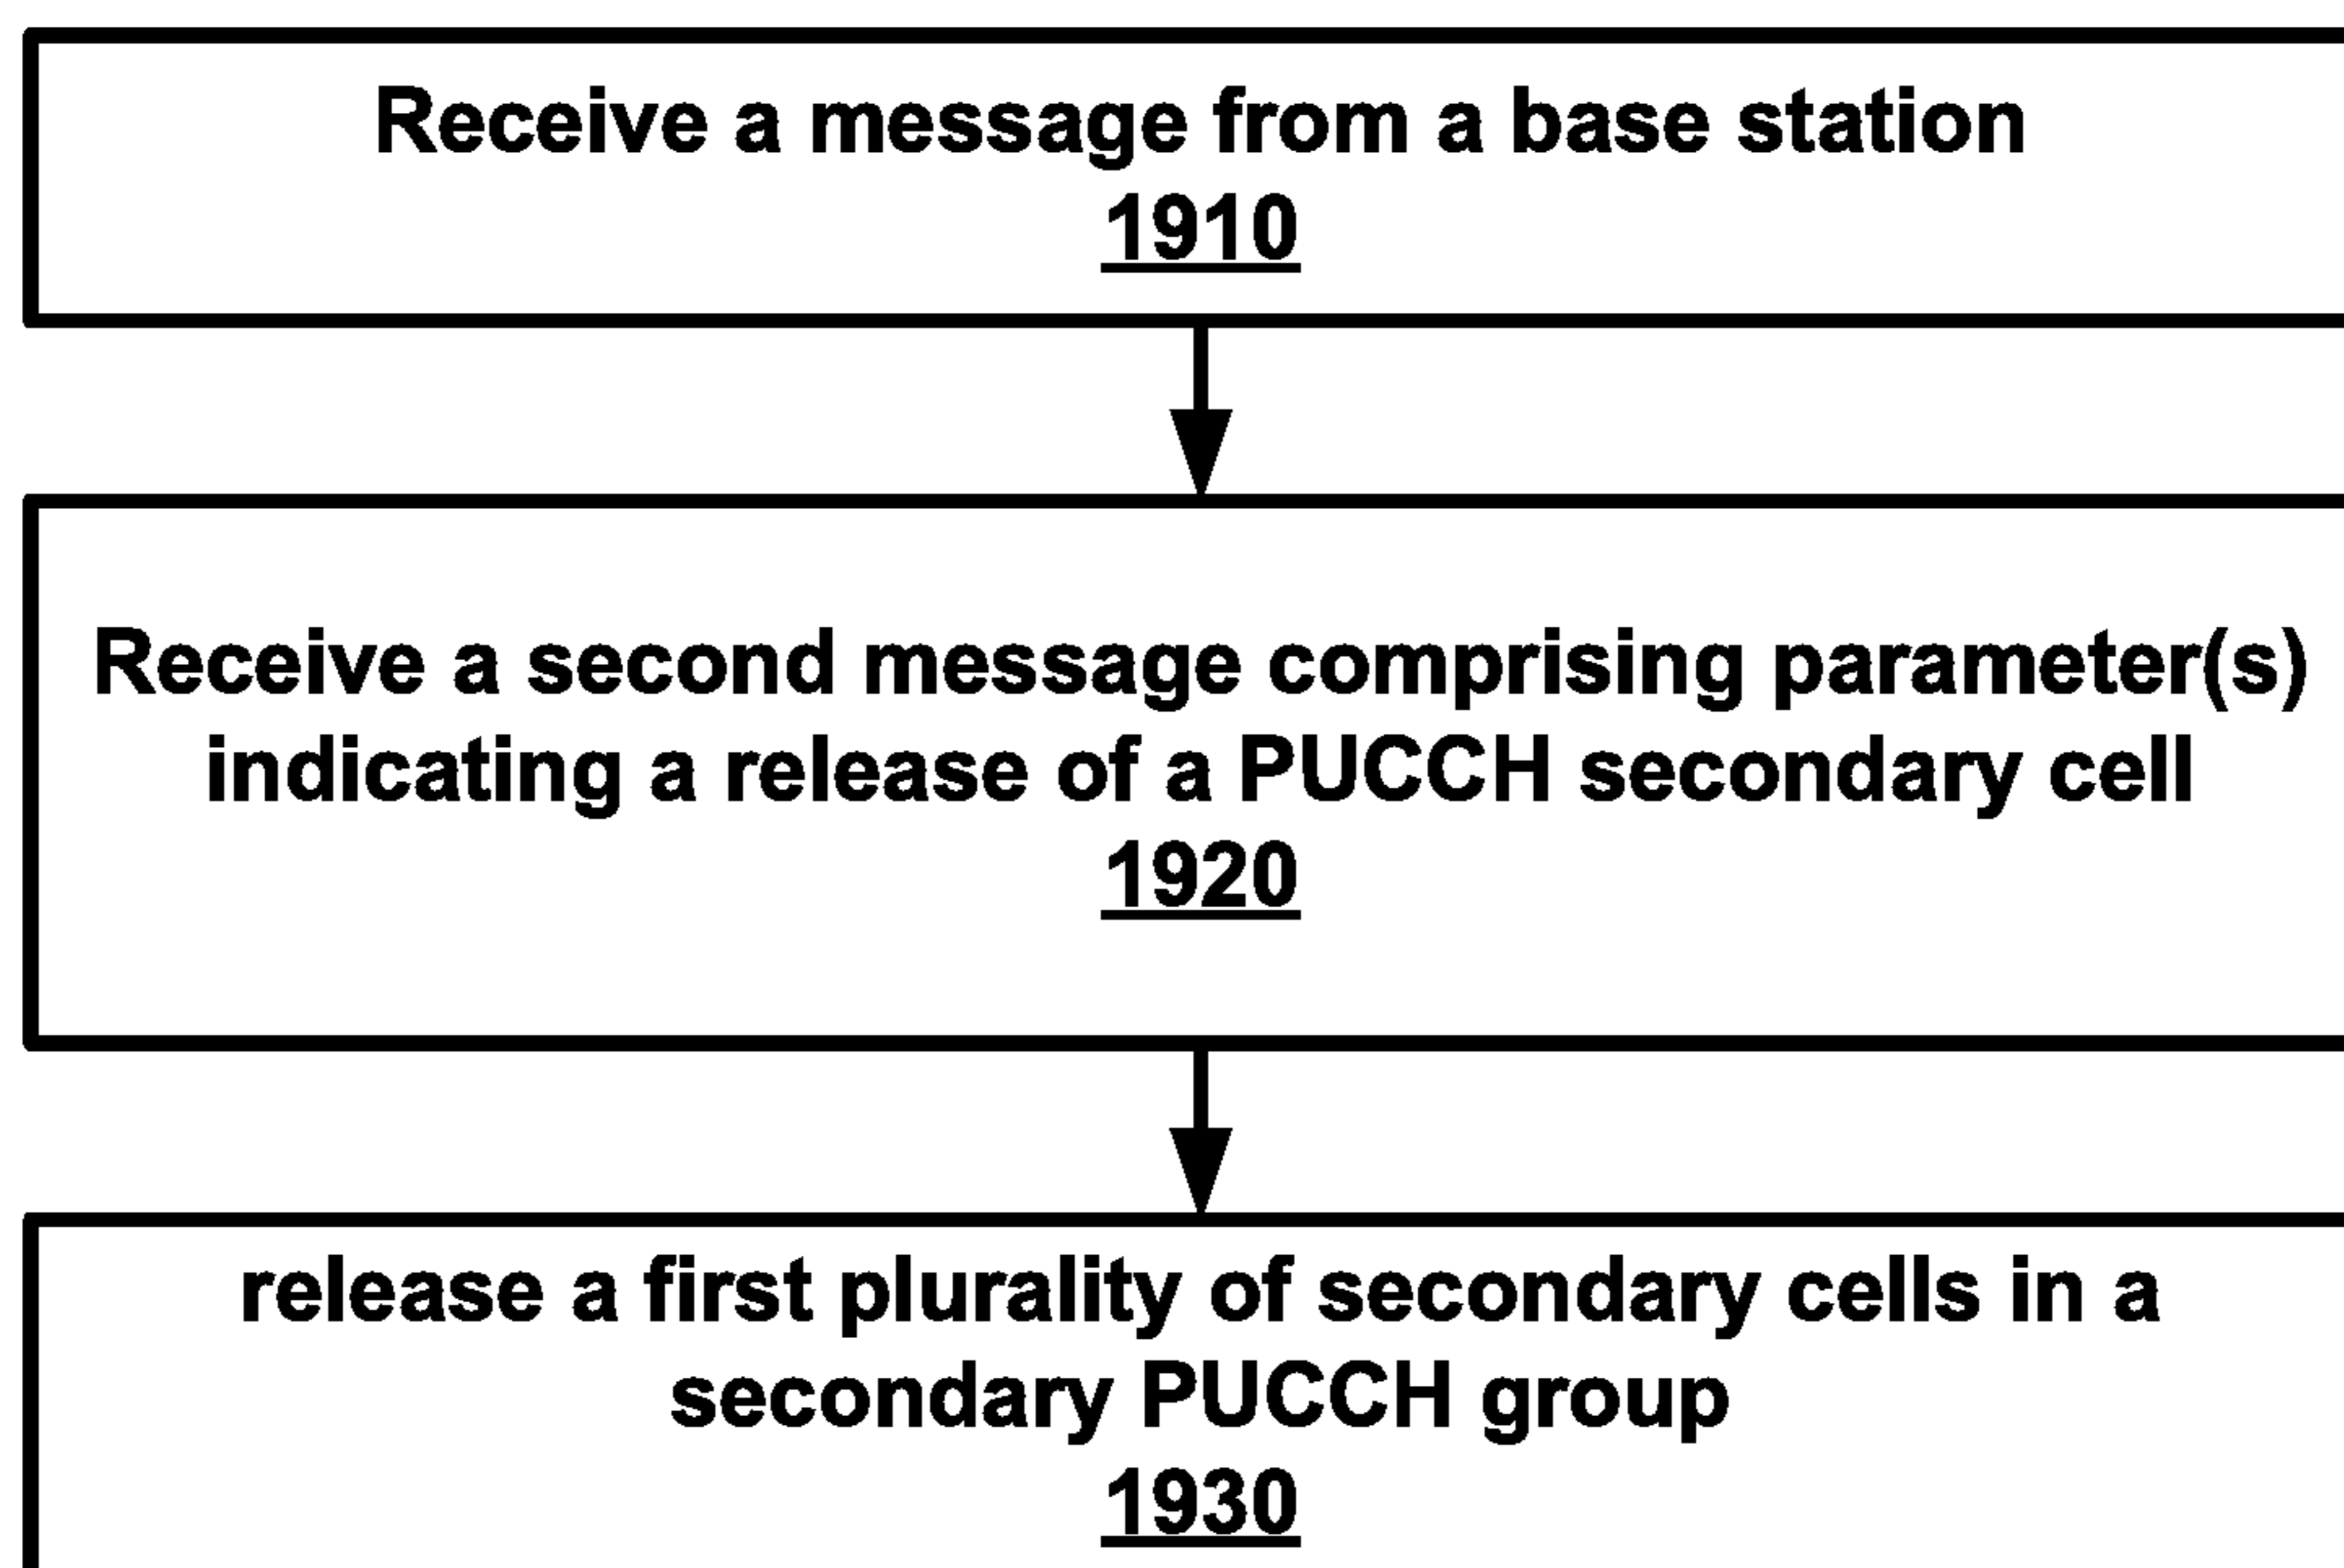 Receive a message from a base station
1910
Receive a second message comprising parameter(s)
indicating a release of a PUCCH secondary cell
1920
release a first plurality of secondary cells in a
secondary PUCCH group
1930